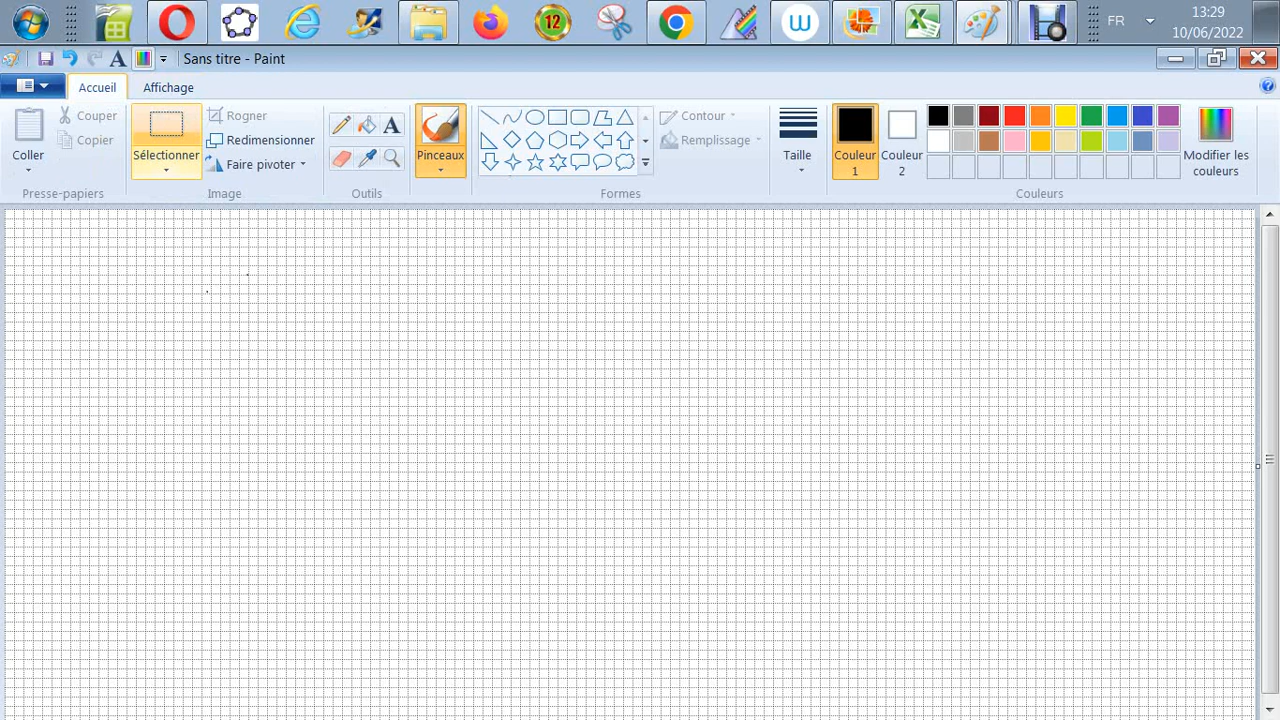 12
W
FR
13:29
10/06/2022
A
Sans titre - Paint
Accueil
Affichage
?
Coller
Couper
Copier
Presse-papiers
Sélectionner
Rogner
Redimensionner
Faire pivoter
Image
A
Outils
Pinceaux
Contour
Remplissage
Formes
Taille
Couleur
1
Couleur
2
Modifier les
couleurs
Couleurs